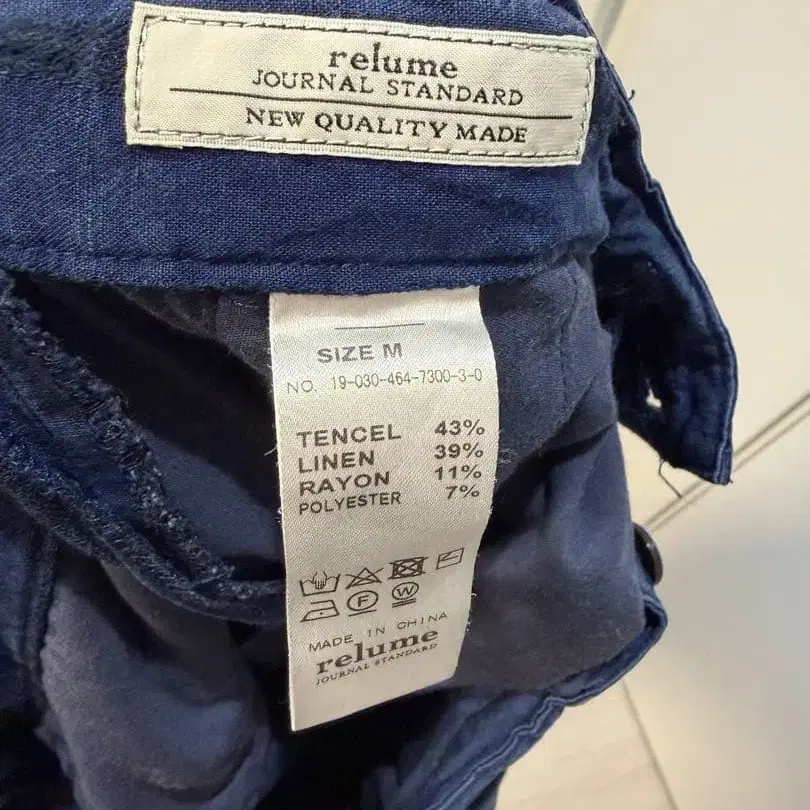 relume
JOURNAL STANDARD
NEW QUALITY MADE
SIZE M
NO. 19-030-464-7300-3-0
TENCEL 43%
LINEN 39%
RAYON 11%
POLYESTER 7%
F W
MADE IN CHINA
relume
JOURNAL STANDARD